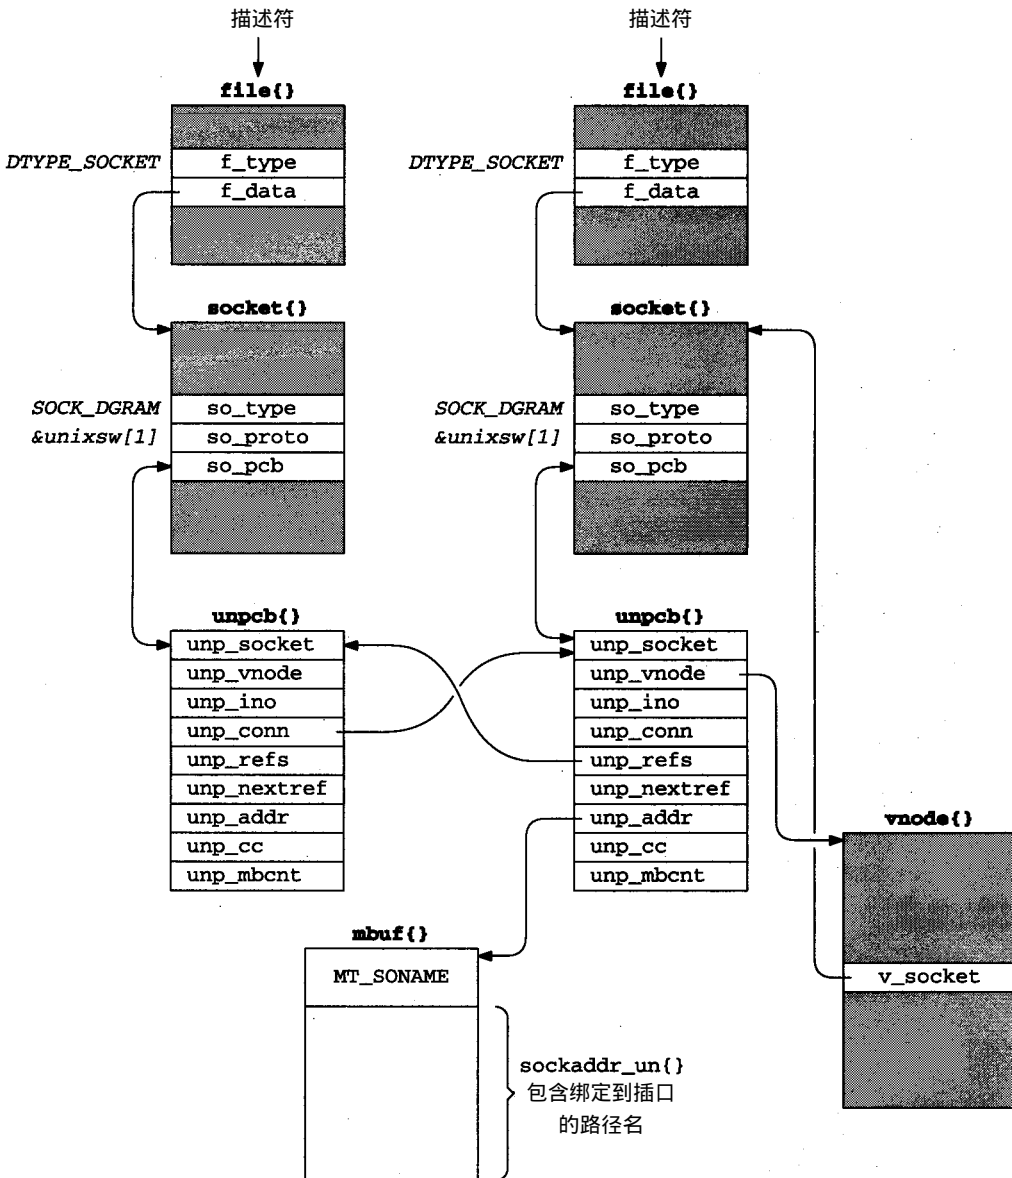 描述符
file{}
DTYPE_SOCKET
f_type
f_data
socket{}
SOCK_DGRAM
so_type
&unixsw[1]
so_proto
so_pcb
unpcb{}
unp_socket
unp_vnode
unp_ino
unp_conn
unp_refs
unp_nextref
unp_addr
unp_cc
unp_mbcnt
描述符
file{}
DTYPE_SOCKET
f_type
f_data
socket{}
SOCK_DGRAM
so_type
&unixsw[1]
so_proto
so_pcb
unpcb{}
unp_socket
unp_vnode
unp_ino
unp_conn
unp_refs
unp_nextref
unp_addr
unp_cc
unp_mbcnt
vnode{}
v_socket
mbuf{}
MT_SONAME
sockaddr_un{}
包含绑定到插口
的路径名